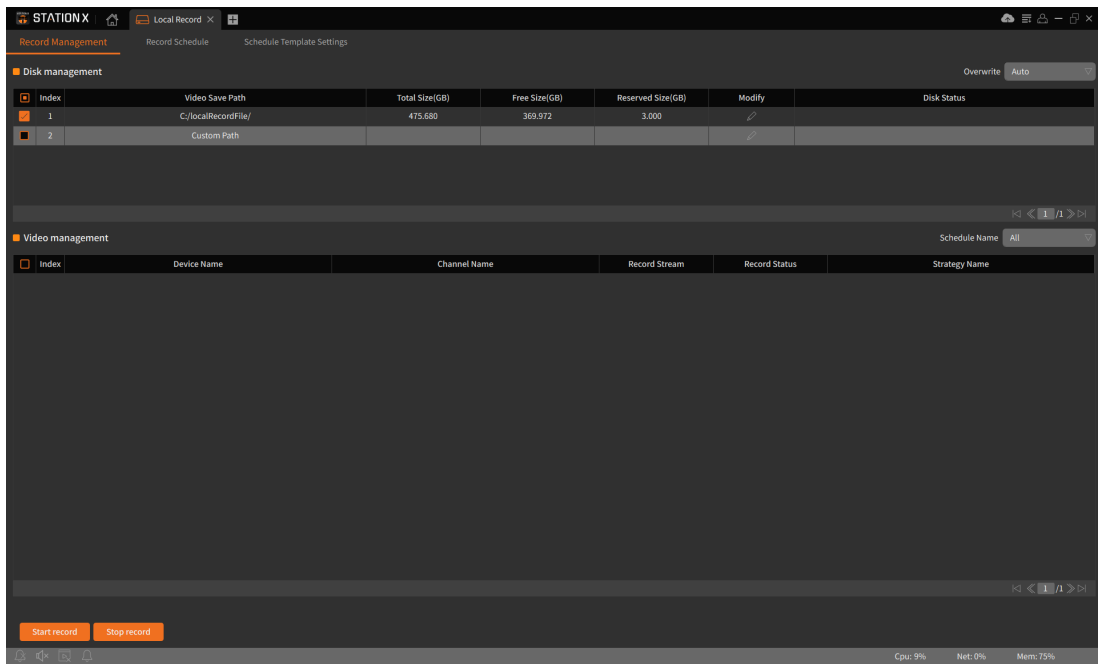 STATION X Local Record
Record Management Record Schedule Schedule Template Settings
Disk management Overwrite Auto
Index Video Save Path Total Size(GB) Free Size(GB) Reserved Size(GB) Modify Disk Status
1 C:/localRecordFile/ 475.680 369.972 3.000
2 Custom Path
1 /1
Video management Schedule Name All
Index Device Name Channel Name Record Stream Record Status Strategy Name
1 /1
Start record Stop record
Cpu: 9% Net: 0% Mem: 75%